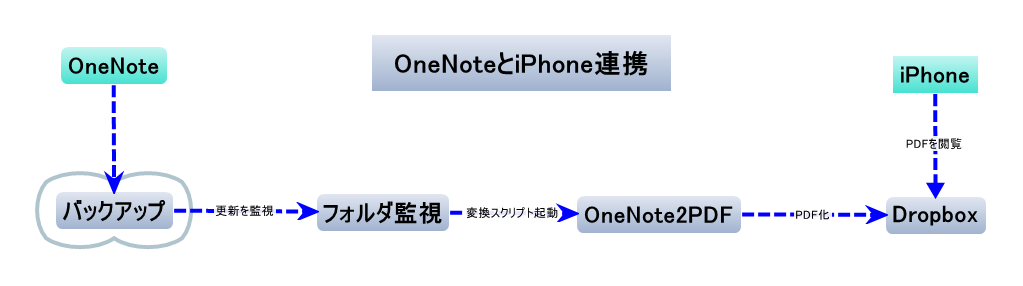 OneNoteとiPhone連携
OneNote
iPhone
PDFを閲覧
バックアップ
更新を監視
フォルダ監視
変換スクリプト起動
OneNote2PDF
PDF化
Dropbox